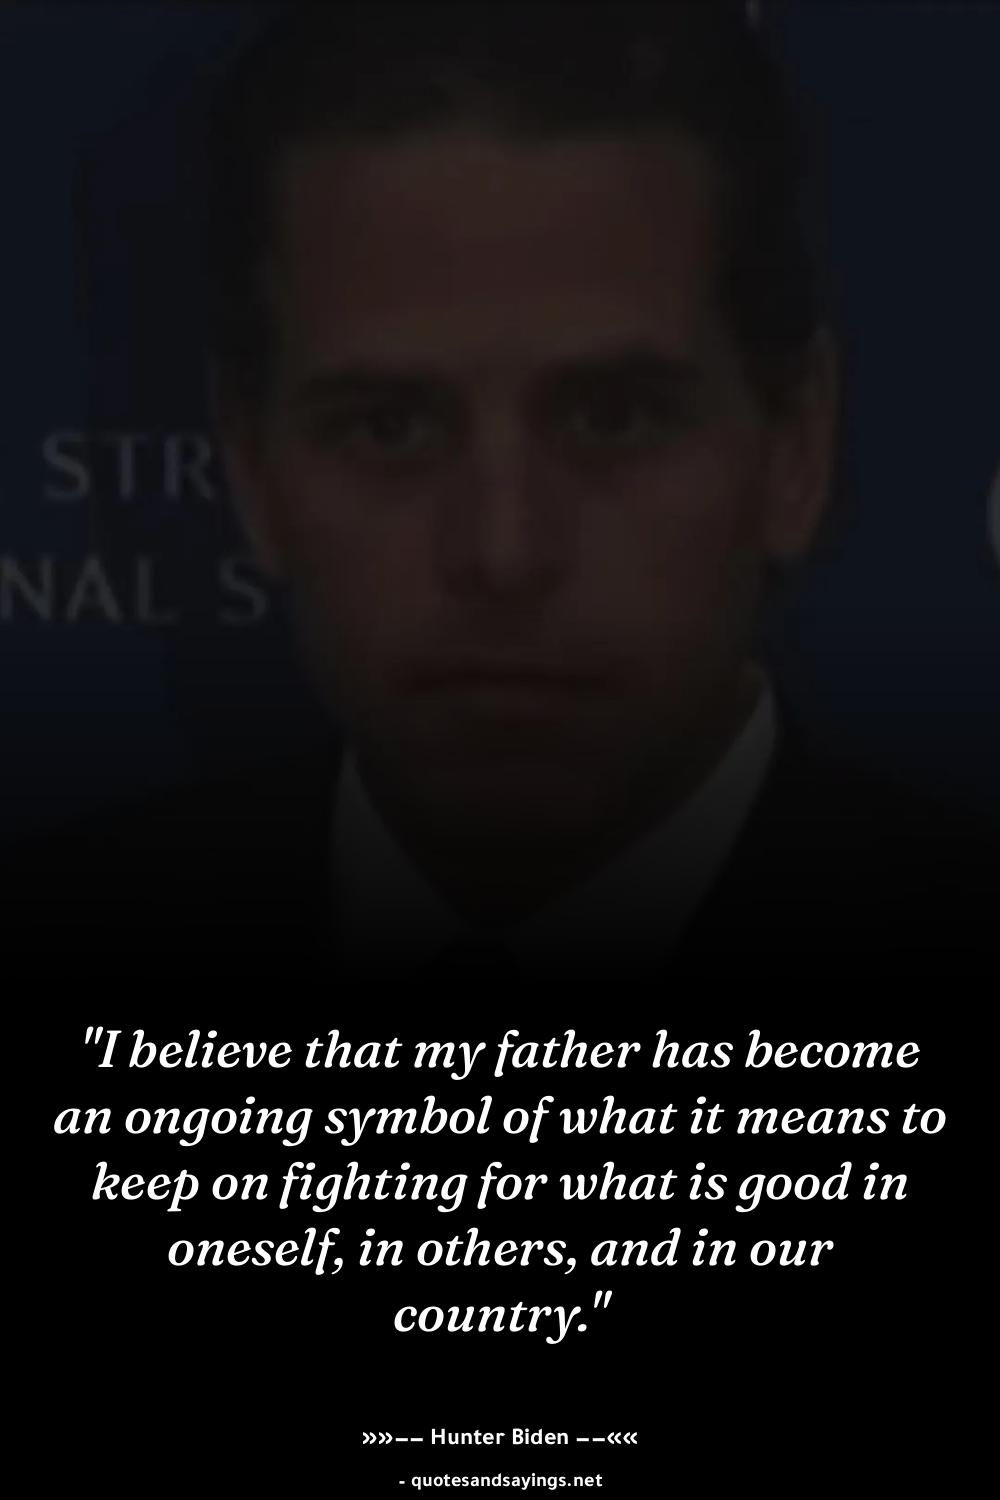 STR
NAL S
"I believe that my father has become
an ongoing symbol of what it means to
keep on fighting for what is good in
oneself, in others, and in our
country."
»»−− Hunter Biden −−««
- quotesandsayings.net